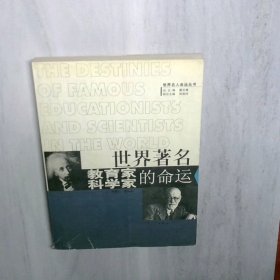 THE DESTINIES
OF FAMOUS
EDUCATIONISTS
AND SCIENTISTS
IN THE WORLD
世界名人命运丛书
世界著名
教育家
科学家
的命运